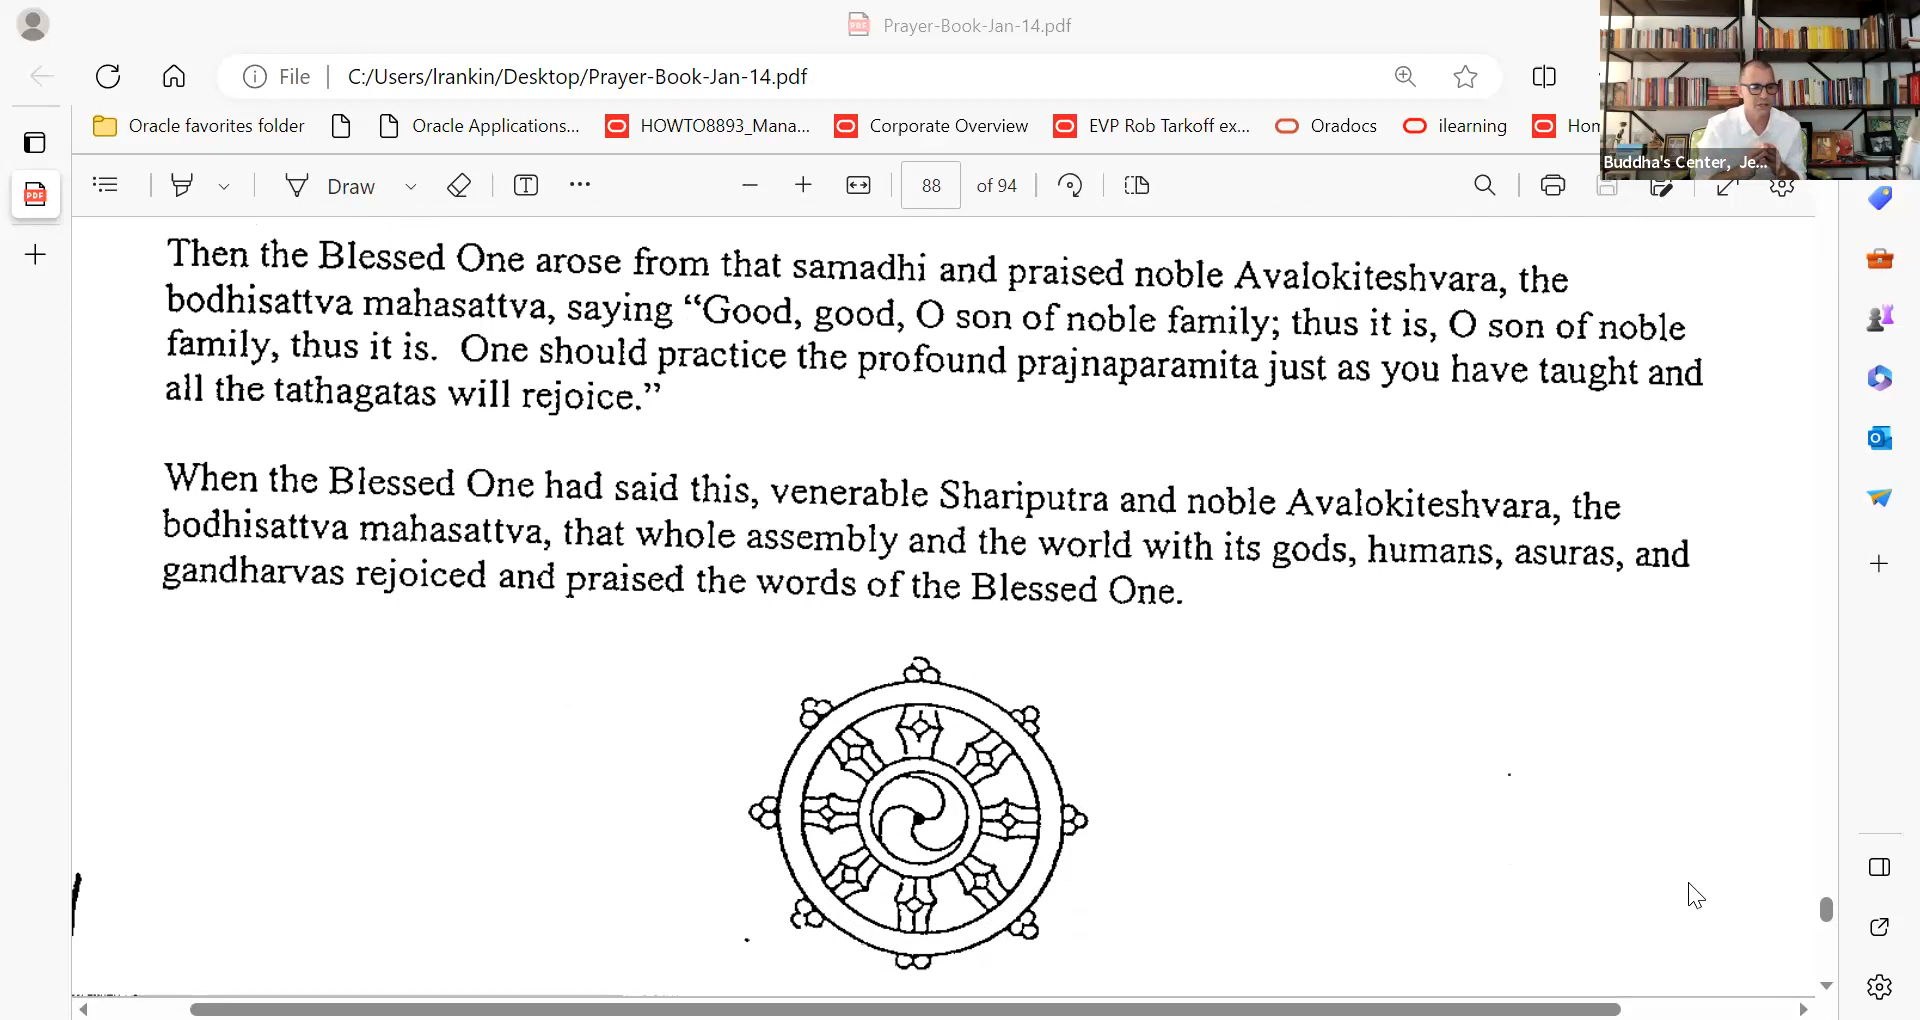 Prayer-Book-Jan-14.pdf
File
C:/Users/lrankin/Desktop/Prayer-Book-Jan-14.pdf
Oracle favorites folder
Oracle Applications...
HOWTO8893_Mana...
Corporate Overview
EVP Rob Tarkoff ex...
Oradocs
ilearning
Hon
Buddha's Center, Je...
Draw
88
of 94
Then the Blessed One arose from that samadhi and praised noble Avalokiteshvara, the
bodhisattva mahasattva, saying “Good, good, O son of noble family; thus it is, O son of noble
family, thus it is. One should practice the profound prajnaparamita just as you have taught and
all the tathagatas will rejoice.”
When the Blessed One had said this, venerable Shariputra and noble Avalokiteshvara, the
bodhisattva mahasattva, that whole assembly and the world with its gods, humans, asuras, and
gandharvas rejoiced and praised the words of the Blessed One.